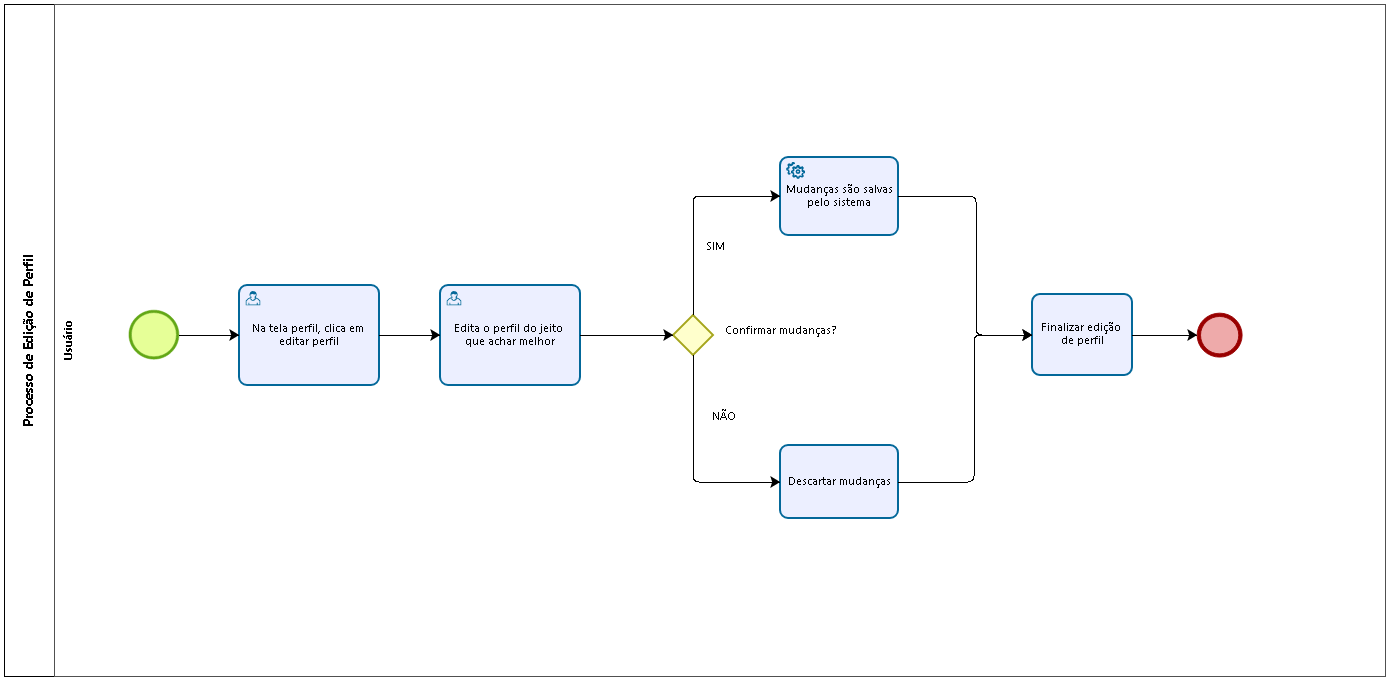 Processo de Edição de Perfil
Usuário
Na tela perfil, clica em
editar perfil
Edita o perfil do jeito
que achar melhor
Confirmar mudanças?
SIM
Mudanças são salvas
pelo sistema
NÃO
Descartar mudanças
Finalizar edição
de perfil